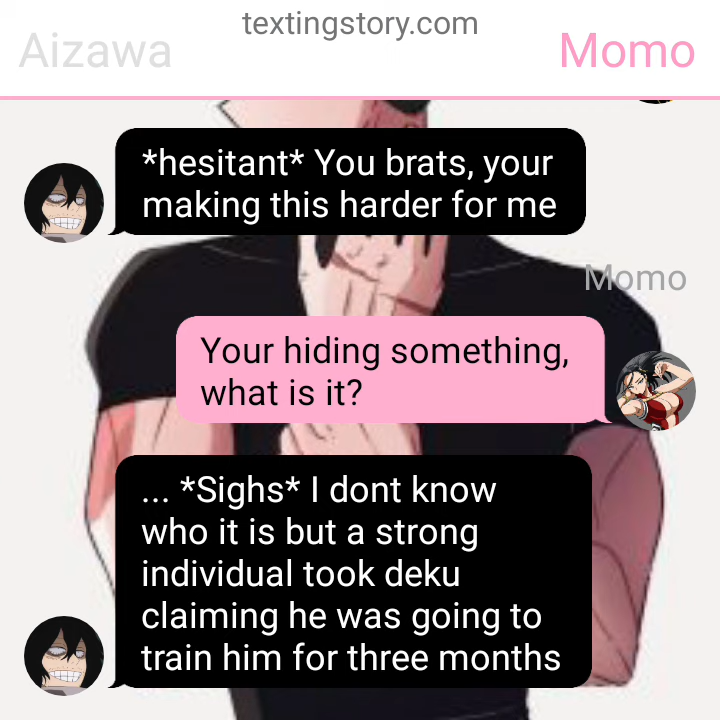 textingstory.com
Aizawa
Momo
*hesitant* You brats, your
making this harder for me
Momo
Your hiding something,
what is it?
... *Sighs* I dont know
who it is but a strong
individual took deku
claiming he was going to
train him for three months